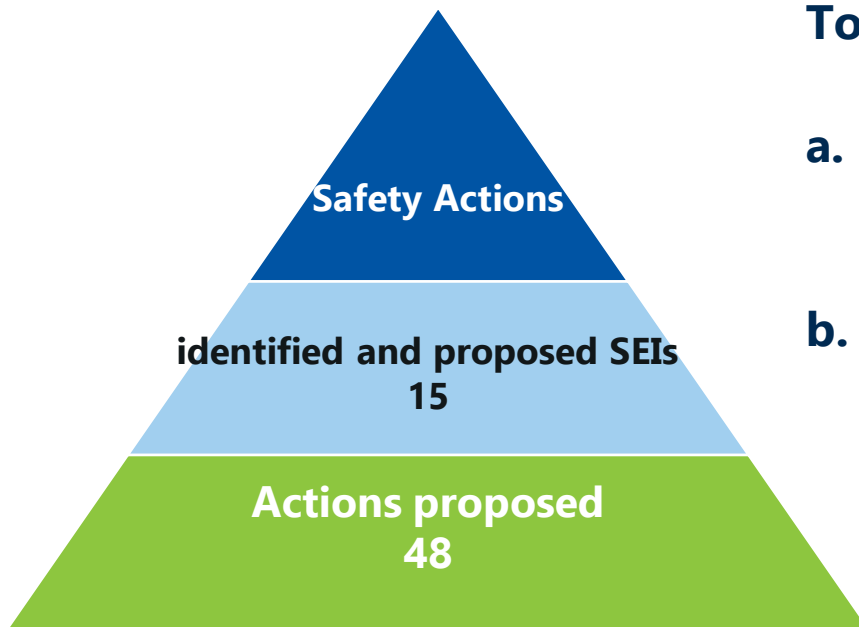 To
a.
Safety Actions
b.
identified and proposed SEIs
15
Actions proposed
48